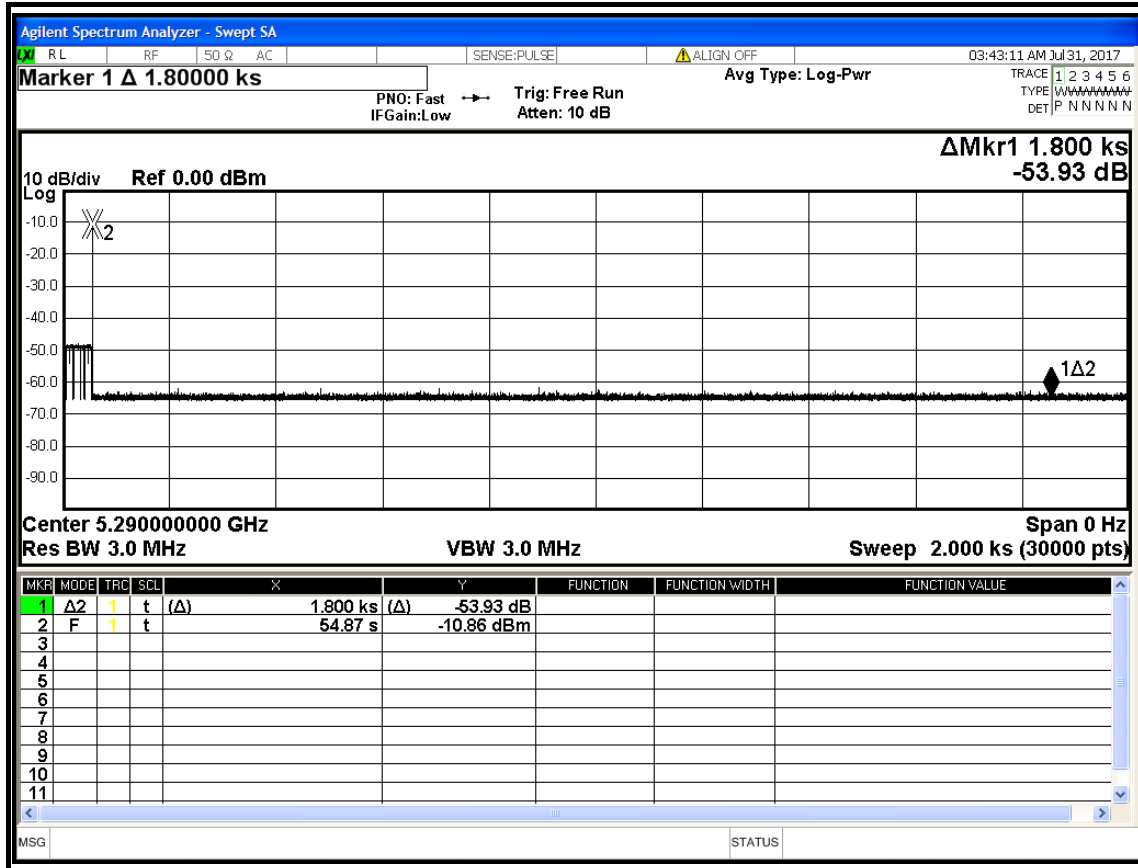 Agilent Spectrum Analyzer - Swept SA
LXI RL RF 50 Ω AC SENSE:PULSE ALIGN OFF 03:43:11 AM Jul 31, 2017
Marker 1 Δ 1.80000 ks
PNO: Fast
IFGain:Low
Trig: Free Run
Atten: 10 dB
Avg Type: Log-Pwr
TRACE 1 2 3 4 5 6
TYPE
DET P N N N N N
ΔMkr1 1.800 ks
-53.93 dB
10 dB/div Ref 0.00 dBm
Log
-10.0
2
-20.0
-30.0
-40.0
-50.0
1Δ2
-60.0
-70.0
-80.0
-90.0
Center 5.290000000 GHz Span 0 Hz
Res BW 3.0 MHz VBW 3.0 MHz Sweep 2.000 ks (30000 pts)
MKR MODE TRC SCL X Y FUNCTION FUNCTION WIDTH FUNCTION VALUE
1 Δ2 1 t (Δ) 1.800 ks (Δ) -53.93 dB
2 F 1 t 54.87 s -10.86 dBm
3
4
5
6
7
8
9
10
11
MSG STATUS